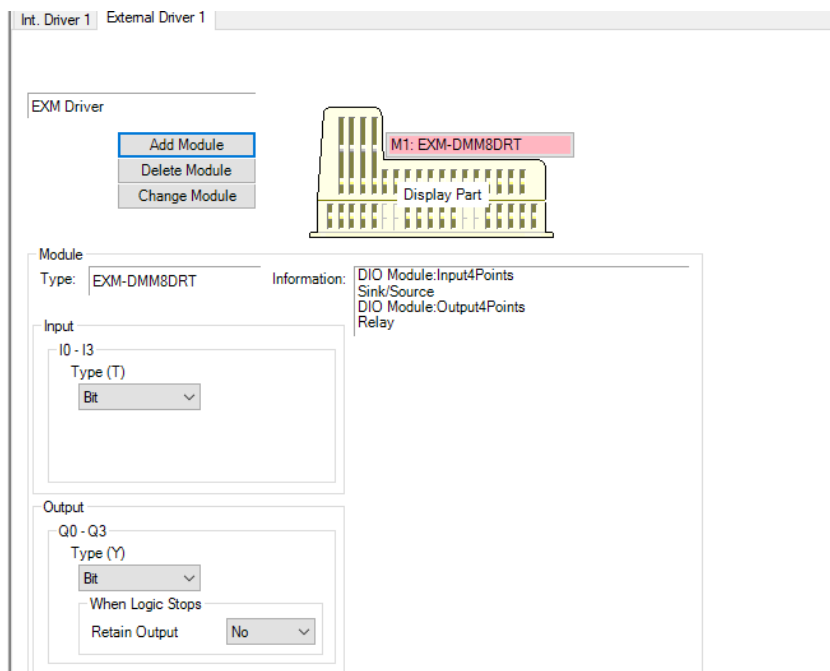 Int. Driver 1 External Driver 1
EXM Driver
Add Module
Delete Module
Change Module
M1: EXM-DMM8DRT
Display Part
Module
Type: EXM-DMM8DRT Information: DIO Module:Input4Points
Sink/Source
DIO Module:Output4Points
Relay
Input
I0 - I3
Type (T)
Bit
Output
Q0 - Q3
Type (Y)
Bit
When Logic Stops
Retain Output No